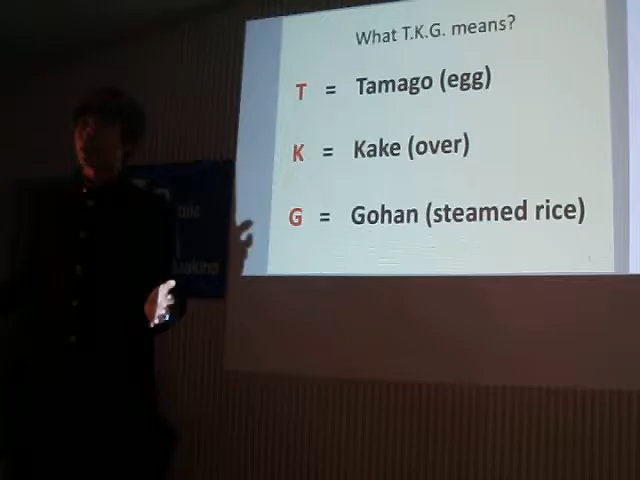 What T.K.G. means?
T = Tamago (egg)
K = Kake (over)
G = Gohan (steamed rice)